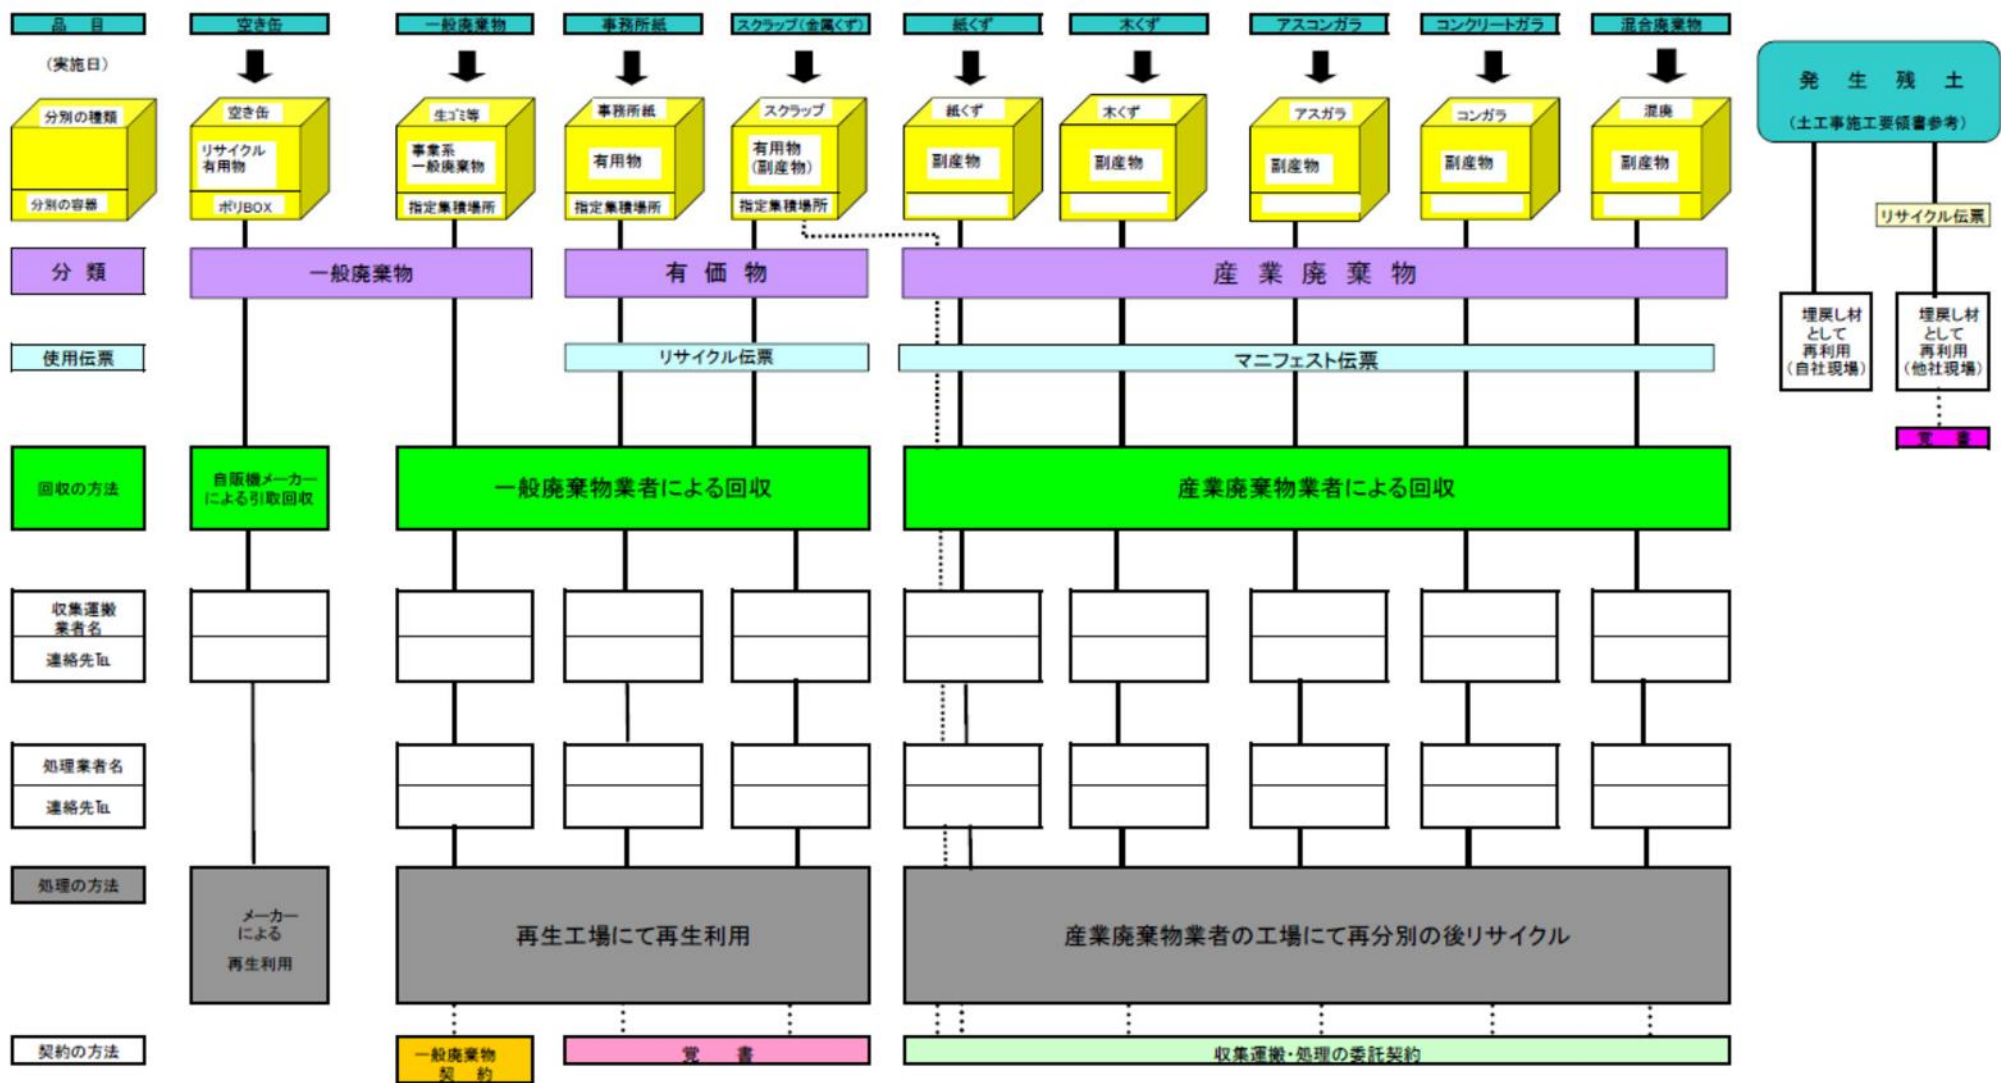 品目
空き缶
一般廃棄物
事務所紙
スクラップ(金属くず)
紙くず
木くず
アスコンガラ
コンクリートガラ
混合廃棄物
(実施日)
発生残土
(土工事施工要領書参考)
分別の種類
空き缶
生ゴミ等
事務所紙
スクラップ
紙くず
木くず
アスガラ
コンガラ
混廃
リサイクル
有用物
事業系
一般廃棄物
有用物
有用物
(副産物)
副産物
副産物
副産物
副産物
副産物
分別の容器
ポリBOX
指定集積場所
指定集積場所
指定集積場所
リサイクル伝票
分類
一般廃棄物
有価物
産業廃棄物
埋戻し材
として
再利用
(自社現場)
埋戻し材
として
再利用
(他社現場)
使用伝票
リサイクル伝票
マニフェスト伝票
覚書
回収の方法
自販機メーカー
による引取回収
一般廃棄物業者による回収
産業廃棄物業者による回収
収集運搬
業者名
連絡先℡
処理業者名
連絡先℡
処理の方法
メーカー
による
再生利用
再生工場にて再生利用
産業廃棄物業者の工場にて再分別の後リサイクル
契約の方法
一般廃棄物
契約
覚書
収集運搬・処理の委託契約